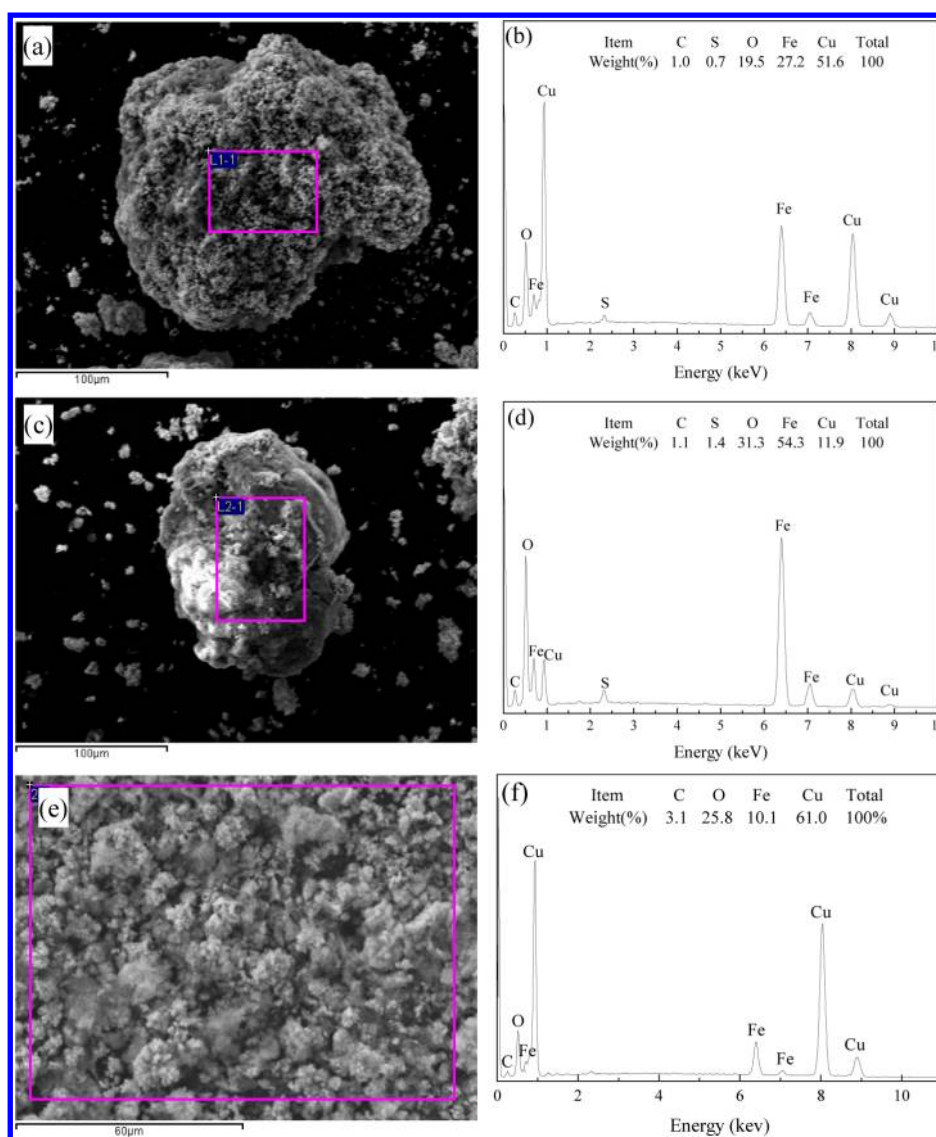 (a)
L1-1
100μm
(b)
Item C S O Fe Cu Total
Weight(%) 1.0 0.7 19.5 27.2 51.6 100
Cu
Fe
Cu
O
Fe
C
S
Fe
Cu
0 1 2 3 4 5 6 7 8 9 1
Energy (keV)
(c)
L2-1
100μm
(d)
Item C S O Fe Cu Total
Weight(%) 1.1 1.4 31.3 54.3 11.9 100
Fe
O
Fe
Cu
C
S
Fe
Cu
Cu
0 1 2 3 4 5 6 7 8 9 1
Energy (keV)
(e)
60μm
(f)
Item C O Fe Cu Total
Weight(%) 3.1 25.8 10.1 61.0 100%
Cu
Cu
O
Fe
Fe
C
Fe
Cu
0 2 4 6 8 10
Energy (kev)